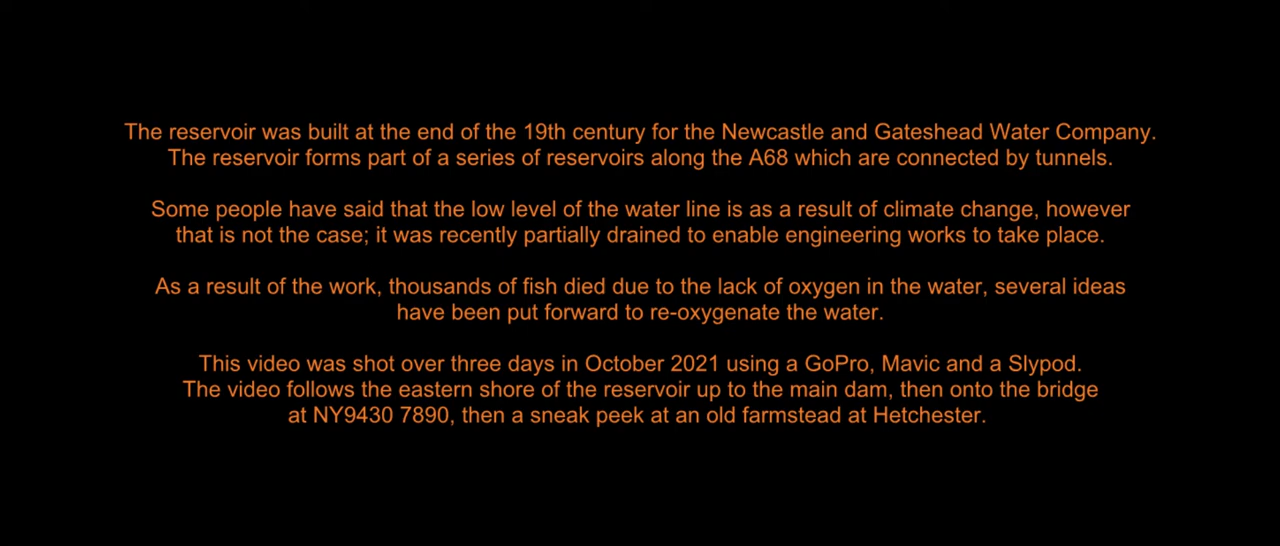 The reservoir was built at the end of the 19th century for the Newcastle and Gateshead Water Company.
The reservoir forms part of a series of reservoirs along the A68 which are connected by tunnels.
Some people have said that the low level of the water line is as a result of climate change, however
that is not the case; it was recently partially drained to enable engineering works to take place.
As a result of the work, thousands of fish died due to the lack of oxygen in the water, several ideas
have been put forward to re-oxygenate the water.
This video was shot over three days in October 2021 using a GoPro, Mavic and a Slypod.
The video follows the eastern shore of the reservoir up to the main dam, then onto the bridge
at NY9430 7890, then a sneak peek at an old farmstead at Hetchester.